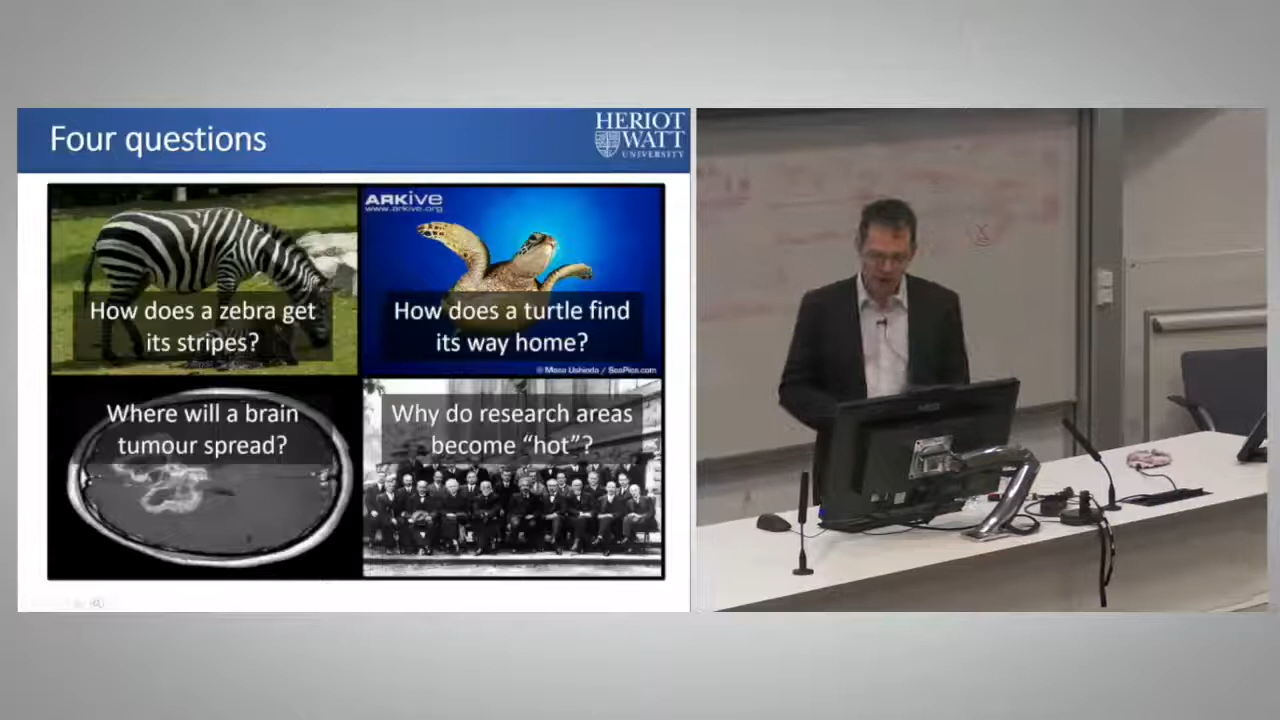 Four questions
HERIOT
WATT
UNIVERSITY
ARKive
www.arkive.org
How does a zebra get
its stripes?
How does a turtle find
its way home?
© Masa Ushioda / SeaPics.com
Where will a brain
tumour spread?
Why do research areas
become “hot”?